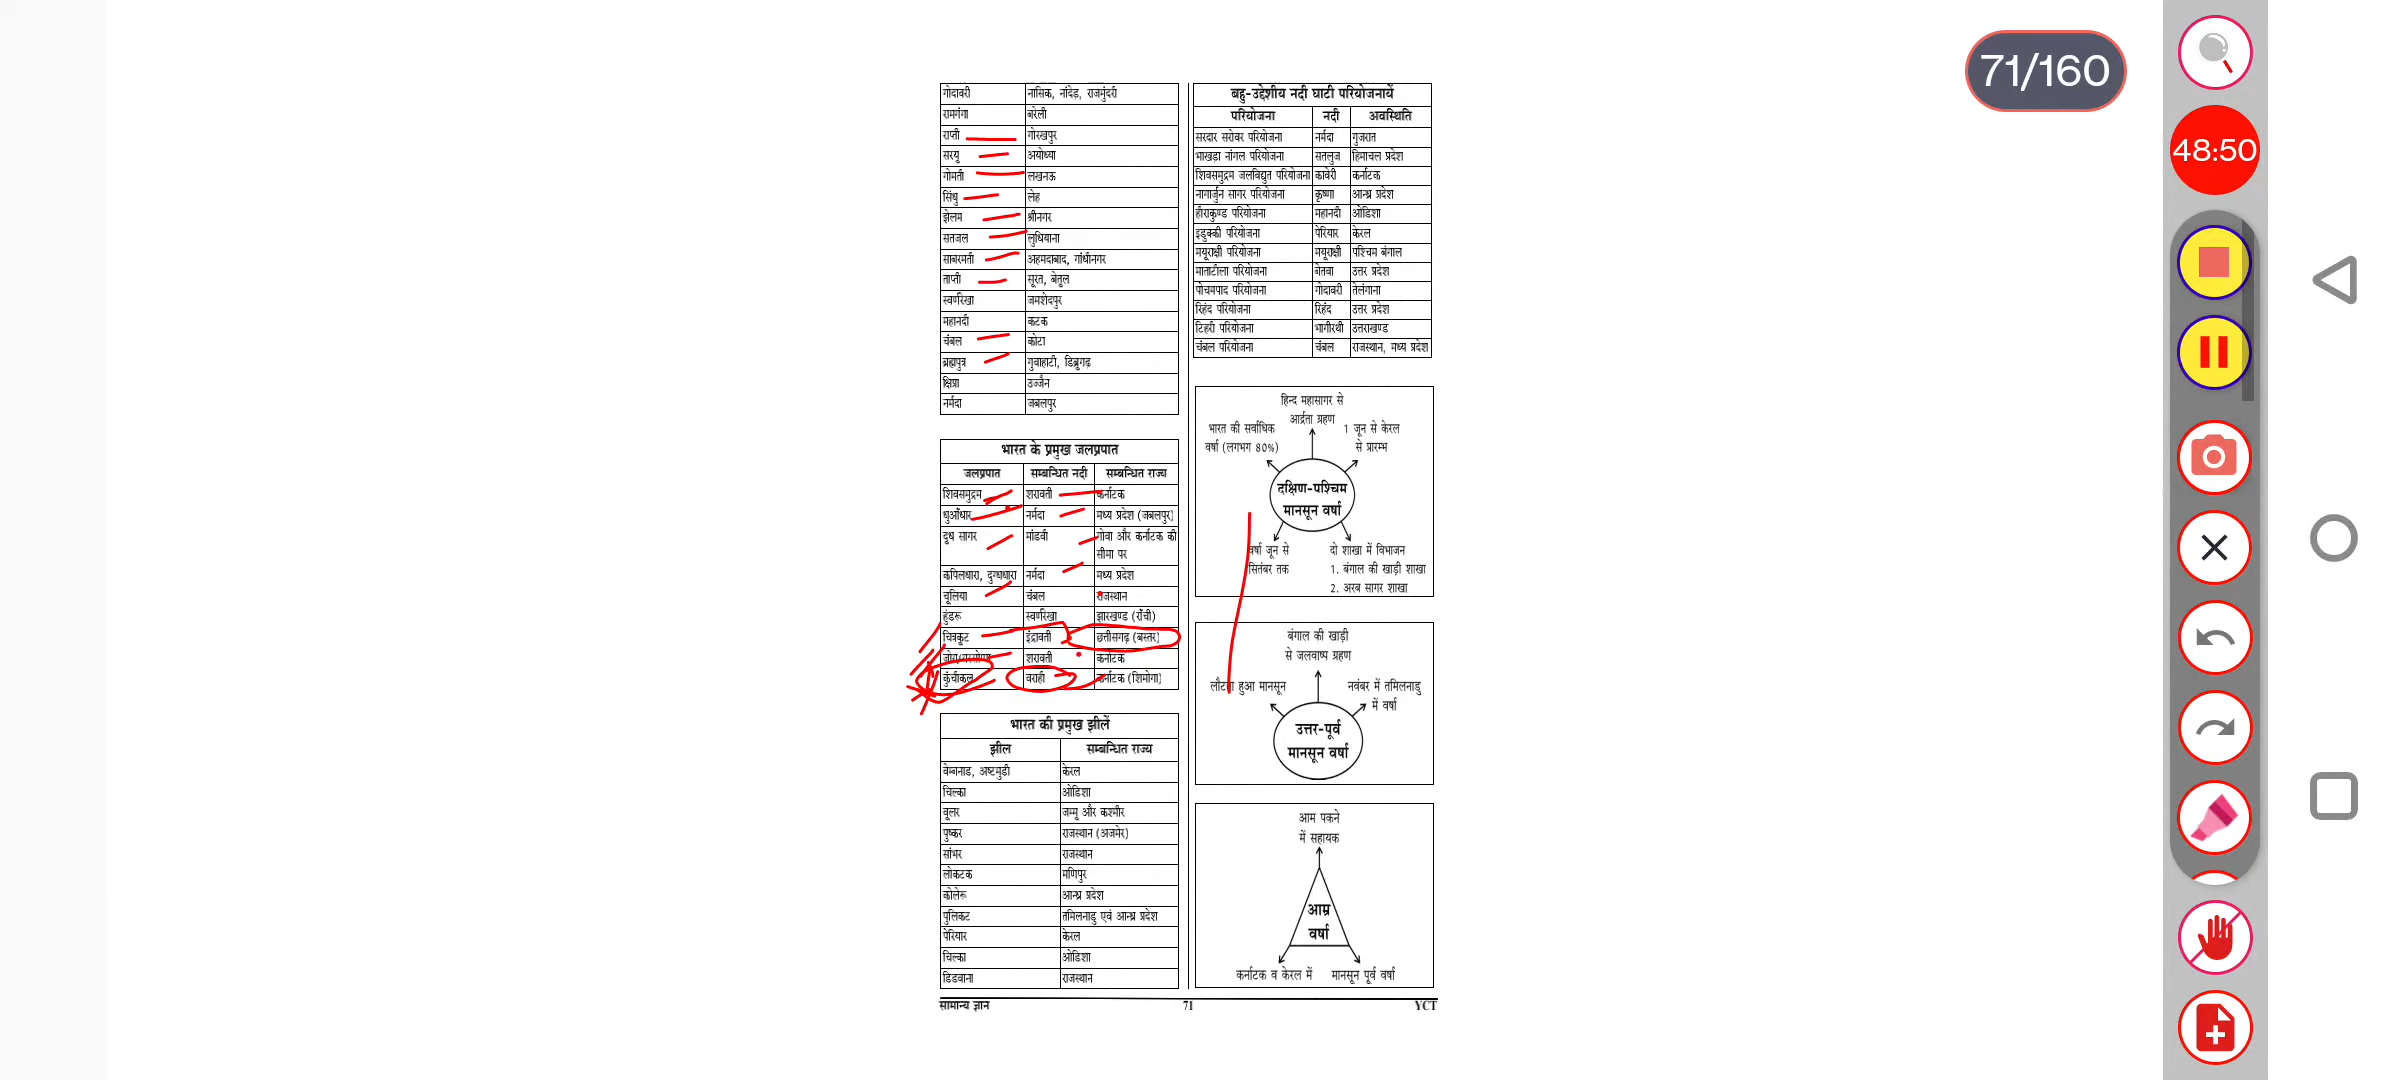 गोदावरी नासिक, नांदेड़, राजमुंदरी
रामगंगा बरेली
राप्ती गोरखपुर
सरयू अयोध्या
गोमती लखनऊ
सिंधु लेह
झेलम श्रीनगर
सतजल लुधियाना
साबरमती अहमदाबाद, गांधीनगर
ताप्ती सूरत, बेतुल
स्वर्णरेखा जमशेदपुर
महानदी कटक
चंबल कोटा
ब्रह्मपुत्र गुवाहाटी, डिब्रूगढ़
क्षिप्रा उज्जैन
नर्मदा जबलपुर
भारत के प्रमुख जलप्रपात
जलप्रपात सम्बन्धित नदी सम्बन्धित राज्य
शिवसमुद्रम शरावती कर्नाटक
धुआँधार नर्मदा मध्य प्रदेश (जबलपुर)
दूध सागर मांडवी गोवा और कर्नाटक की
सीमा पर
कपिलधारा, दुग्धधारा नर्मदा मध्य प्रदेश
चूलिया चंबल राजस्थान
हुंडरू स्वर्णरेखा झारखण्ड (राँची)
चित्रकूट इंद्रावती छत्तीसगढ़ (बस्तर)
शरावती कर्नाटक
कुंचीकल वराही कर्नाटक (शिमोगा)
भारत की प्रमुख झीलें
झील सम्बन्धित राज्य
वेम्बनाड, अष्टमुडी केरल
चिल्का ओडिशा
वूलर जम्मू और कश्मीर
पुष्कर राजस्थान (अजमेर)
सांभर राजस्थान
लोकटक मणिपुर
कोलेरू आन्ध्र प्रदेश
पुलिकट तमिलनाडु एवं आन्ध्र प्रदेश
पेरियार केरल
चिल्का ओडिशा
डिडवाना राजस्थान
बहु-उद्देशीय नदी घाटी परियोजनायें
परियोजना नदी अवस्थिति
सरदार सरोवर परियोजना नर्मदा गुजरात
भाखड़ा नांगल परियोजना सतलुज हिमाचल प्रदेश
शिवसमुद्रम जलविद्युत परियोजना कावेरी कर्नाटक
नागार्जुन सागर परियोजना कृष्णा आन्ध्र प्रदेश
हीराकुण्ड परियोजना महानदी ओडिशा
इडुक्की परियोजना पेरियार केरल
मयूराक्षी परियोजना मयूराक्षी पश्चिम बंगाल
माताटीला परियोजना बेतवा उत्तर प्रदेश
पोचमपाद परियोजना गोदावरी तेलंगाना
रिहंद परियोजना रिहंद उत्तर प्रदेश
टिहरी परियोजना भागीरथी उत्तराखण्ड
चंबल परियोजना चंबल राजस्थान, मध्य प्रदेश
हिन्द महासागर से
आर्द्रता ग्रहण
भारत की सर्वाधिक
वर्षा (लगभग 80%)
1 जून से केरल
से प्रारम्भ
दक्षिण-पश्चिम
मानसून वर्षा
वर्षा जून से
सितंबर तक
दो शाखा में विभाजन
1. बंगाल की खाड़ी शाखा
2. अरब सागर शाखा
बंगाल की खाड़ी
से जलवाष्प ग्रहण
लौटता हुआ मानसून
नवंबर में तमिलनाडु
में वर्षा
उत्तर-पूर्व
मानसून वर्षा
आम पकने
में सहायक
आम्र
वर्षा
कर्नाटक व केरल में मानसून पूर्व वर्षा
सामान्य ज्ञान 71 YCT
71/160
48:50